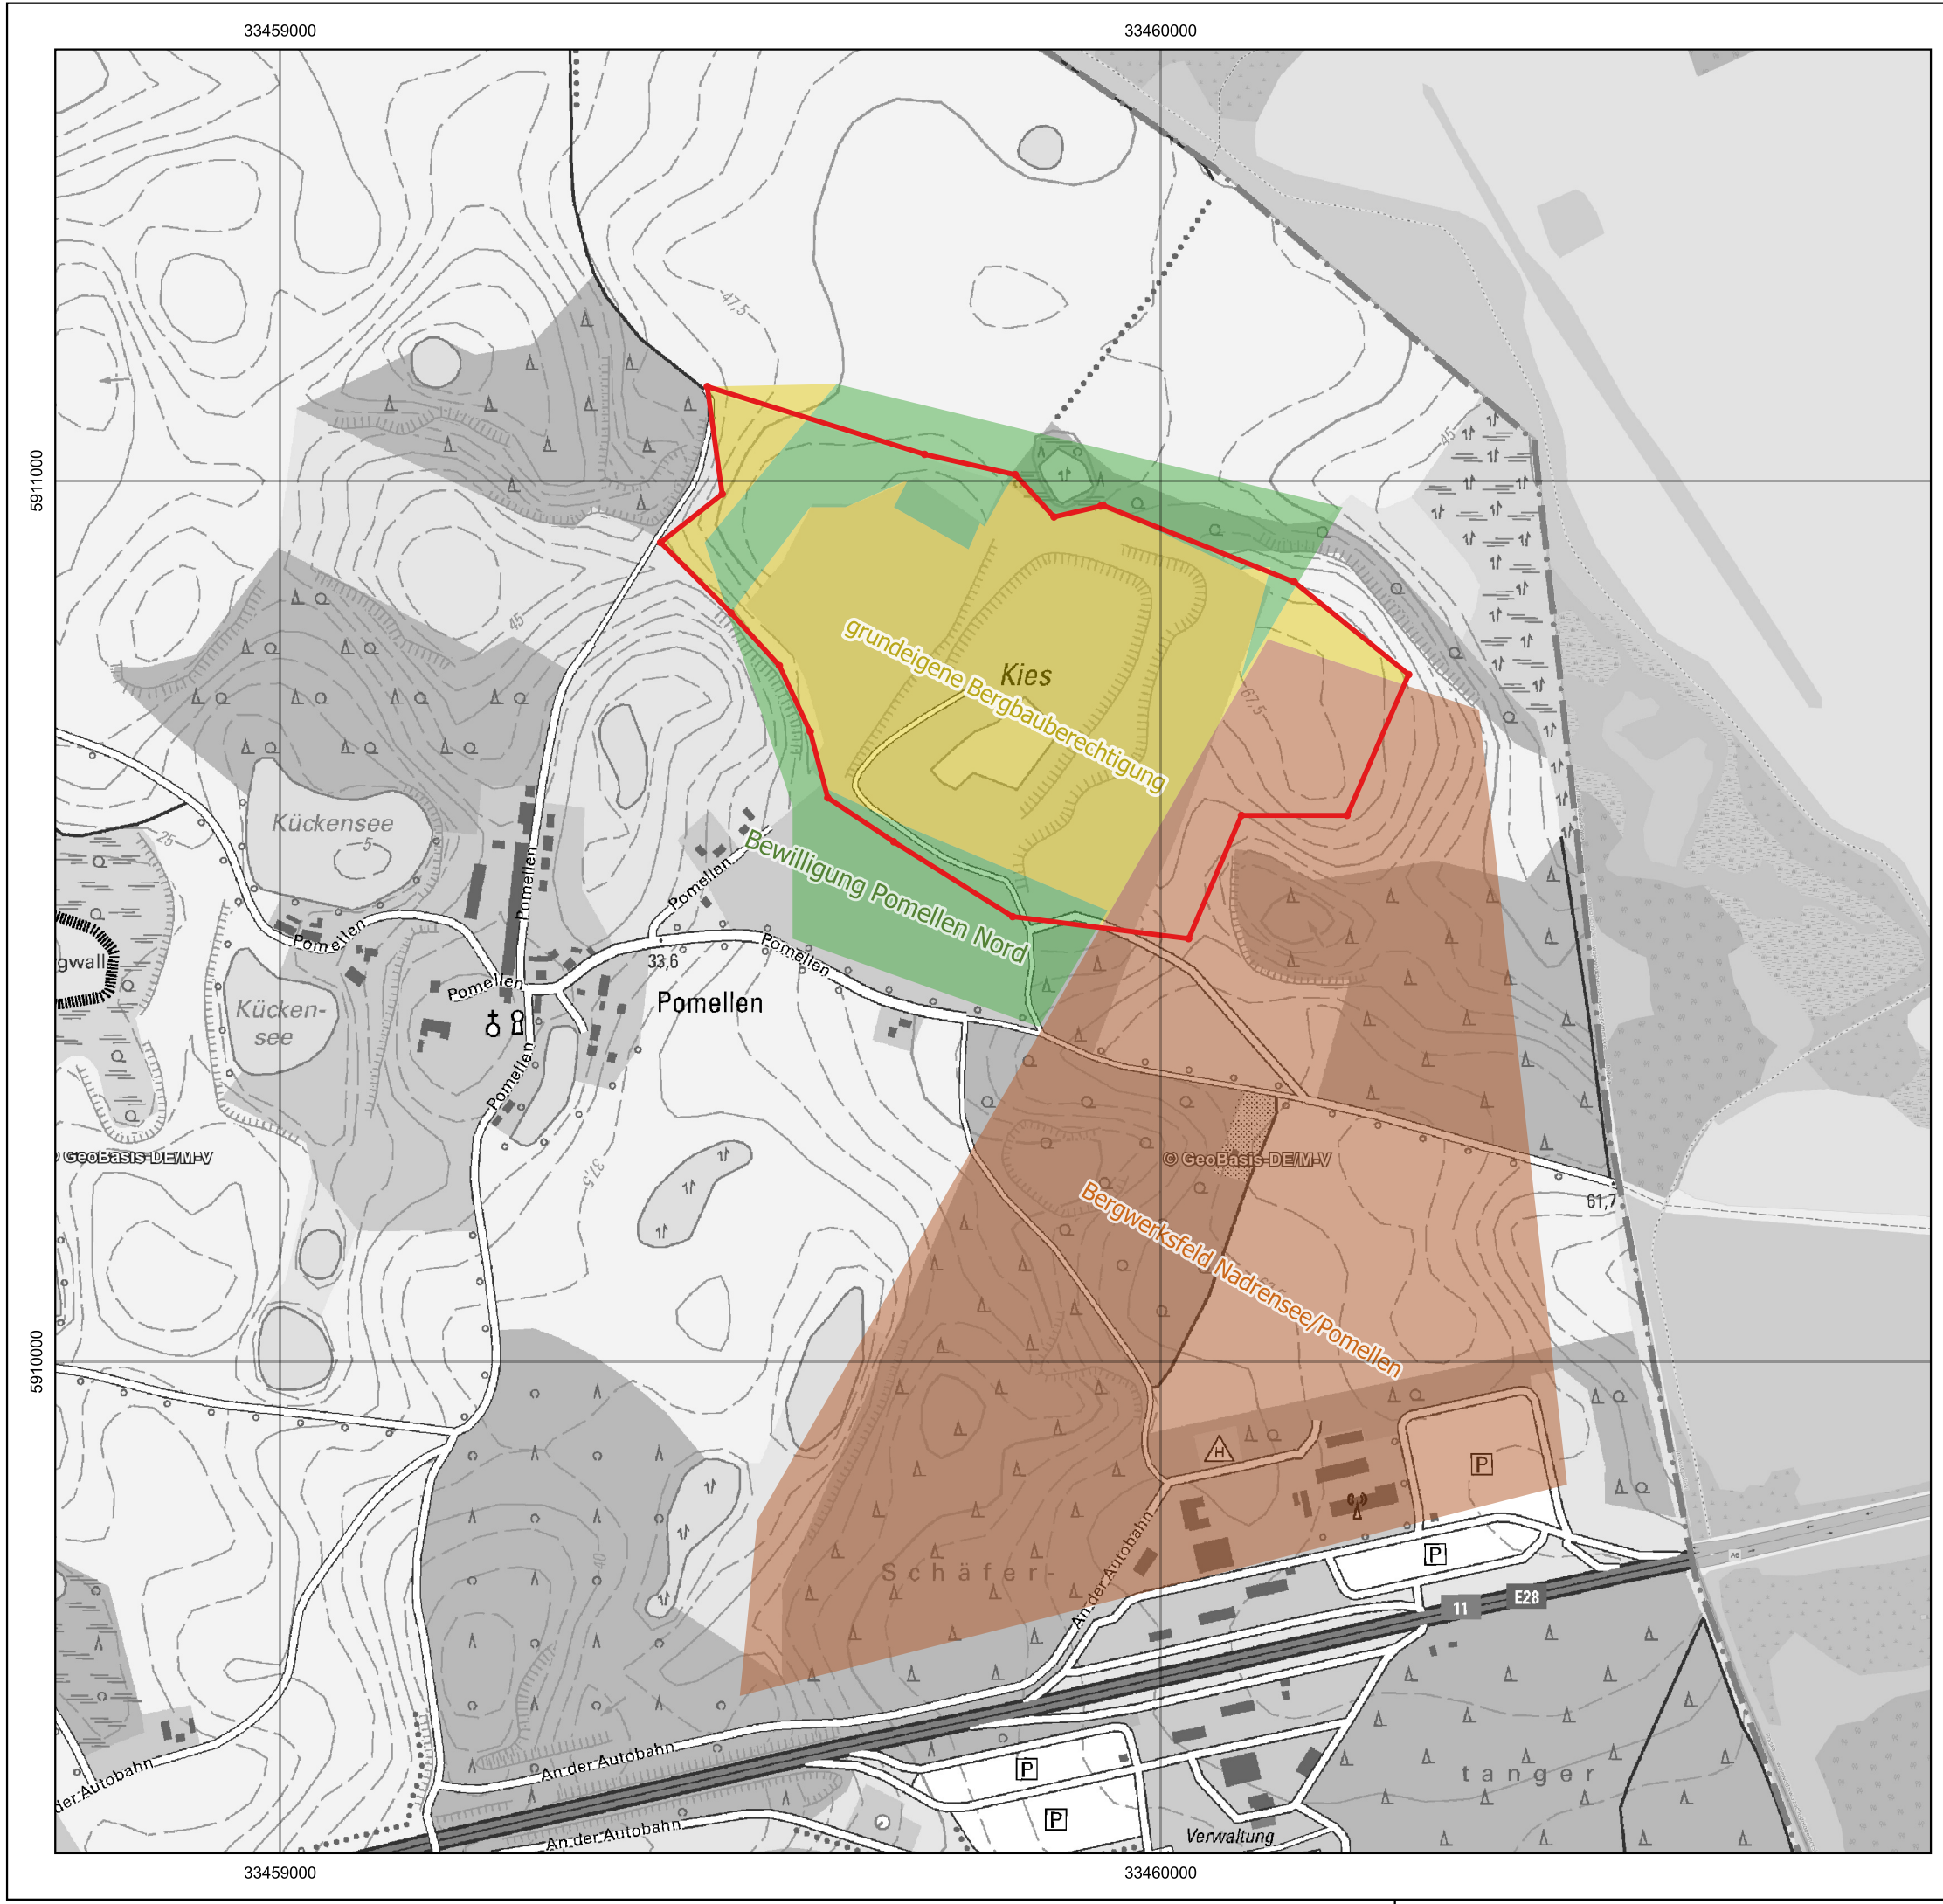 33459000
33460000
47,5
5911000
45
45
grundeigene Bergbauberechtigung
Kies
67,5
Kückensee
5
25
Pomellen
Pomellen
Bewilligung Pomellen Nord
Pomellen
Pomellen
gwall
33,6
Pomellen
Pomellen
Kücken-
see
Pomellen
© GeoBasis-DE/M-V
© GeoBasis-DE/M-V
37,5
61,7
Bergwerksfeld Nadrensee/Pomellen
5910000
H
P
P
40
Schäfer-
An der Autobahn
11
E28
A6
An der Autobahn
der Autobahn
P
tanger
P
An der Autobahn
Verwaltung
33459000
33460000